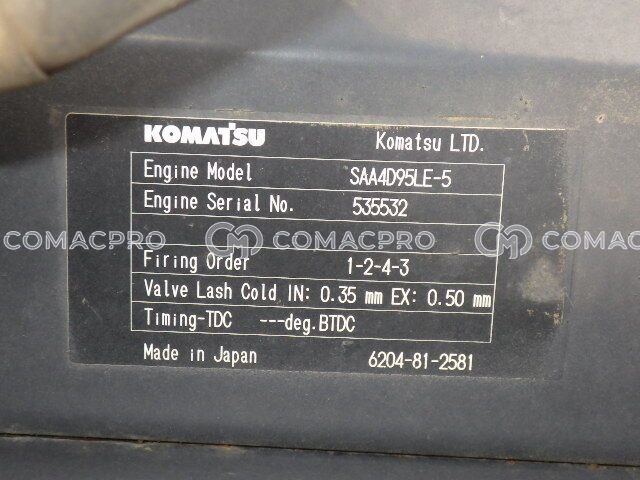 KOMATSU Komatsu LTD.
Engine Model SAA4D95LE-5
Engine Serial No. 535532
COMACPRO COMACPRO COMACPRO
Firing Order 1-2-4-3
Valve Lash Cold IN: 0.35 mm EX: 0.50 mm
Timing-TDC ---deg.BTDC
Made in Japan 6204-81-2581